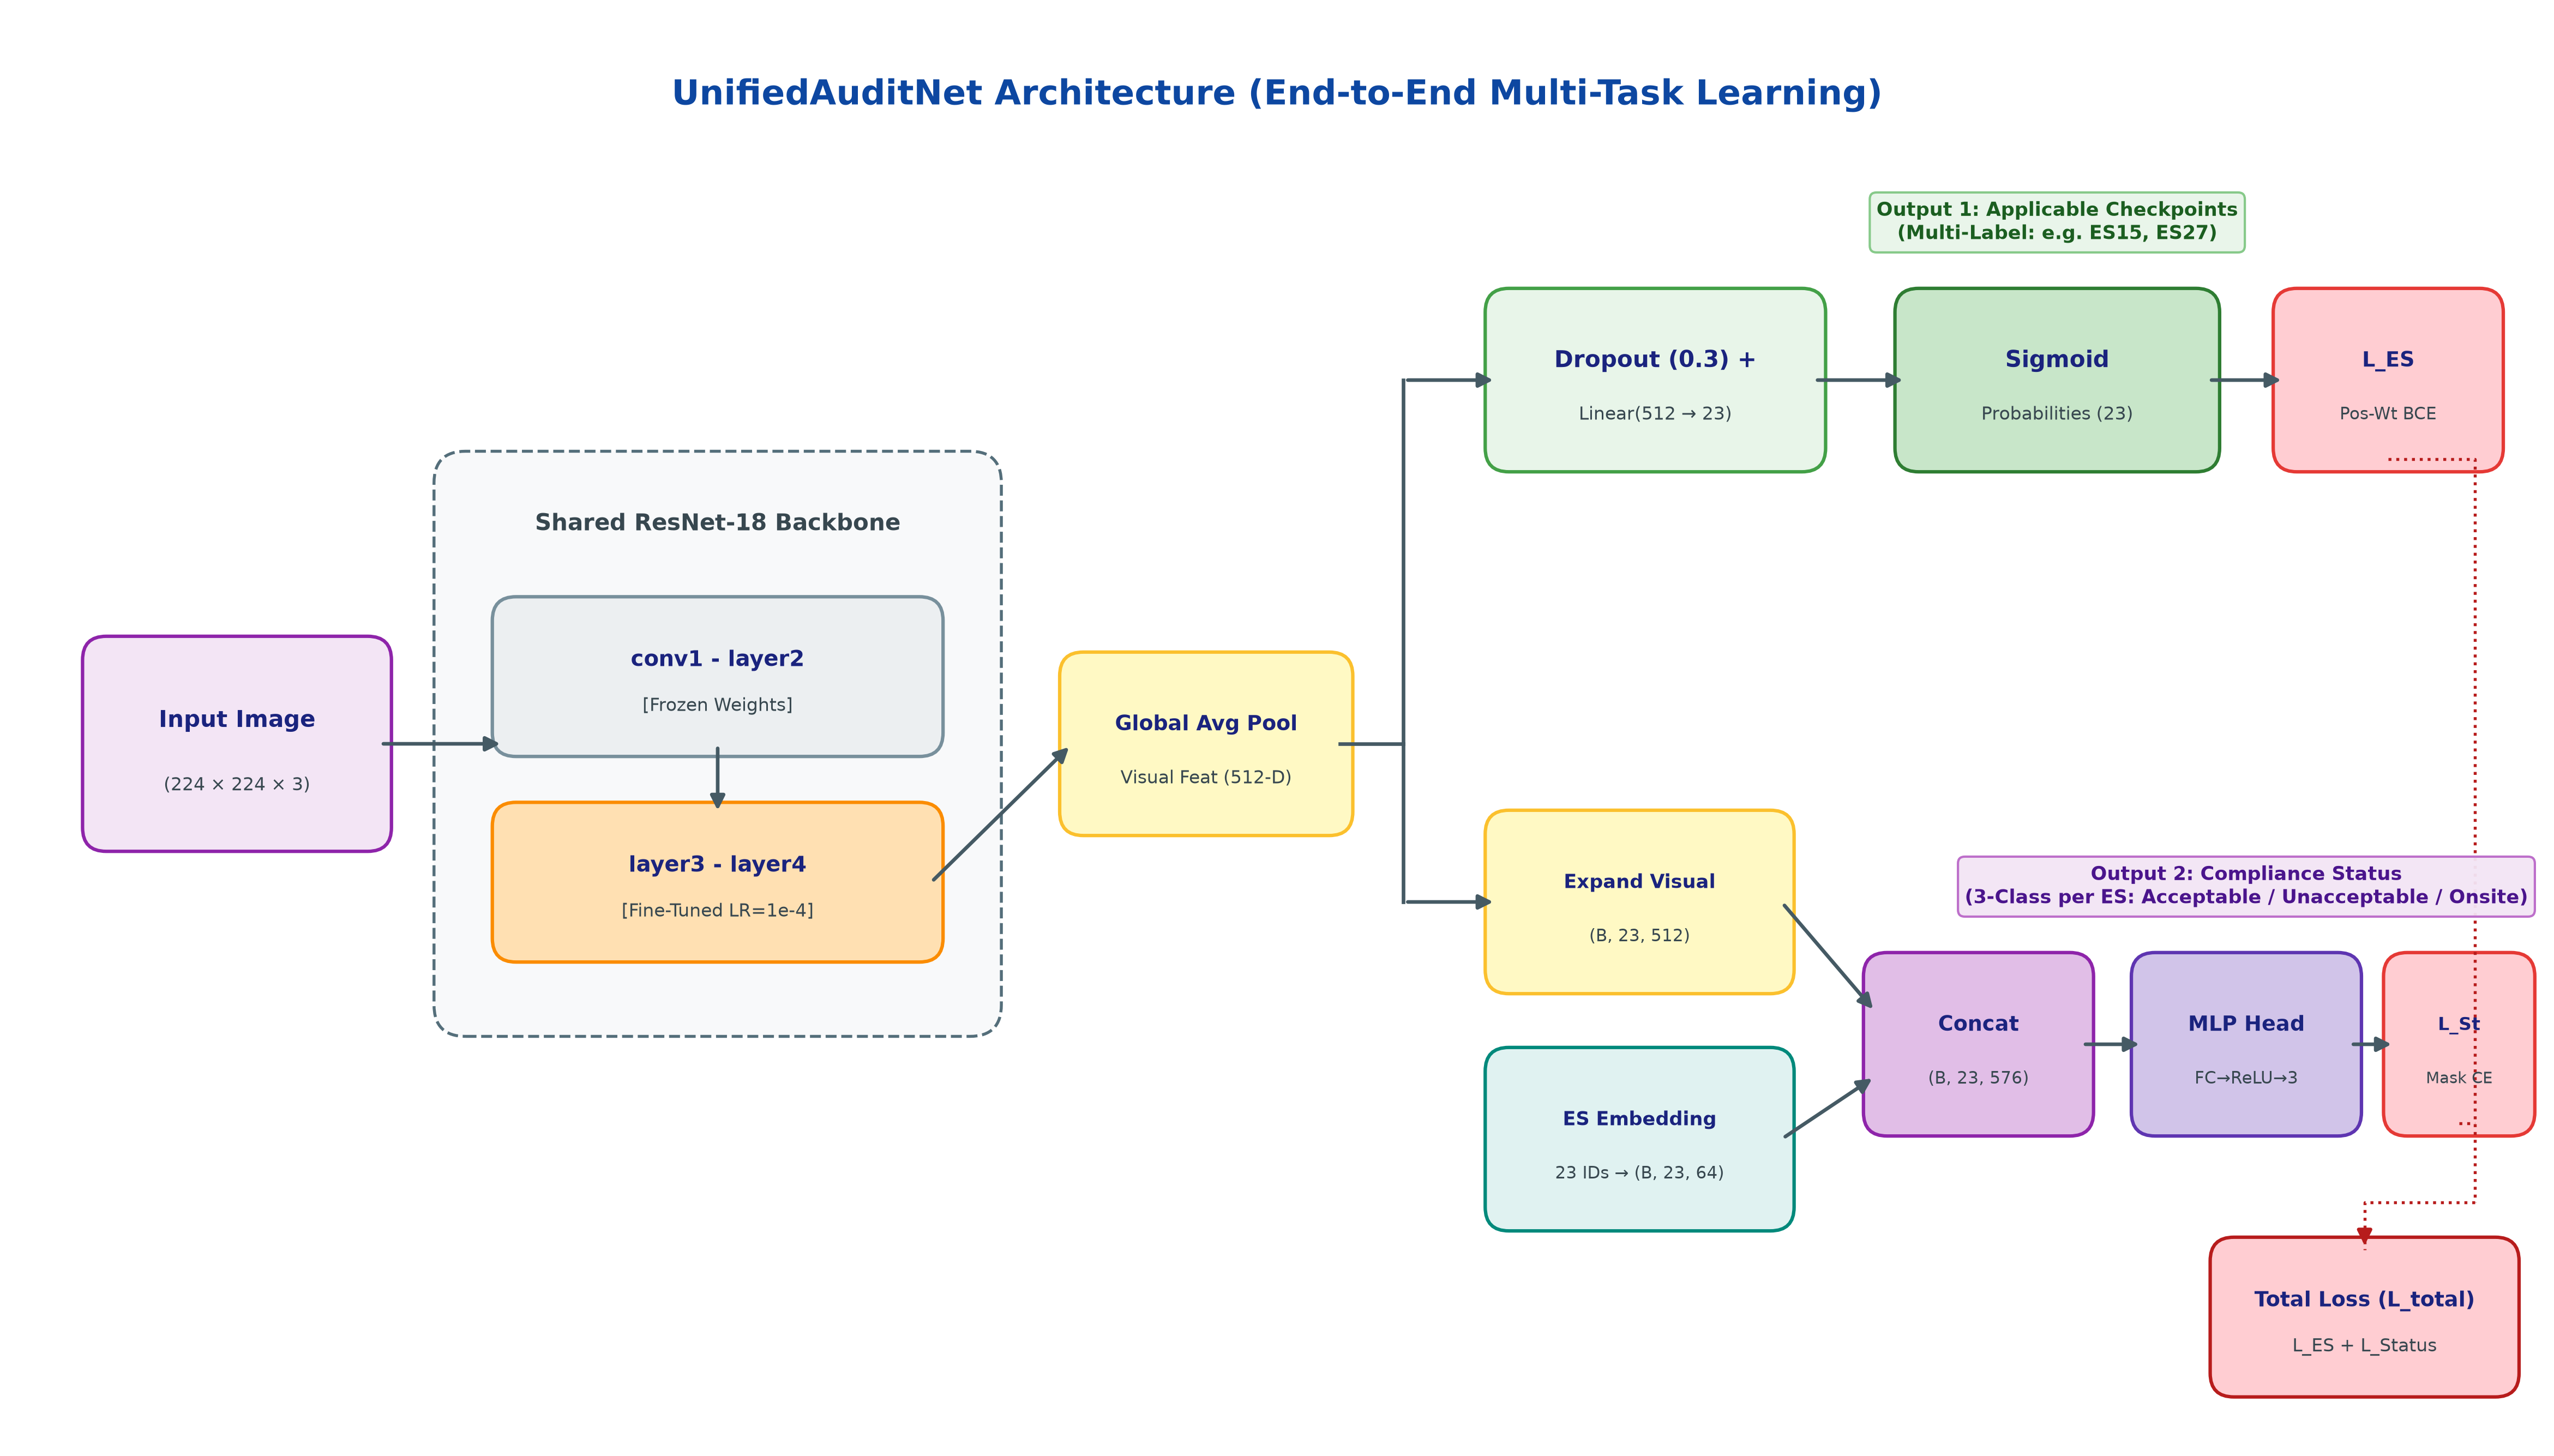 UnifiedAuditNet Architecture (End-to-End Multi-Task Learning)
Output 1: Applicable Checkpoints
(Multi-Label: e.g. ES15, ES27)
Dropout (0.3) +
Linear(512 → 23)
Sigmoid
Probabilities (23)
L_ES
Pos-Wt BCE
Shared ResNet-18 Backbone
conv1 - layer2
[Frozen Weights]
Input Image
(224 × 224 × 3)
layer3 - layer4
[Fine-Tuned LR=1e-4]
Global Avg Pool
Visual Feat (512-D)
Expand Visual
(B, 23, 512)
Output 2: Compliance Status
(3-Class per ES: Acceptable / Unacceptable / Onsite)
ES Embedding
23 IDs → (B, 23, 64)
Concat
(B, 23, 576)
MLP Head
FC→ReLU→3
L_St
Mask CE
Total Loss (L_total)
L_ES + L_Status